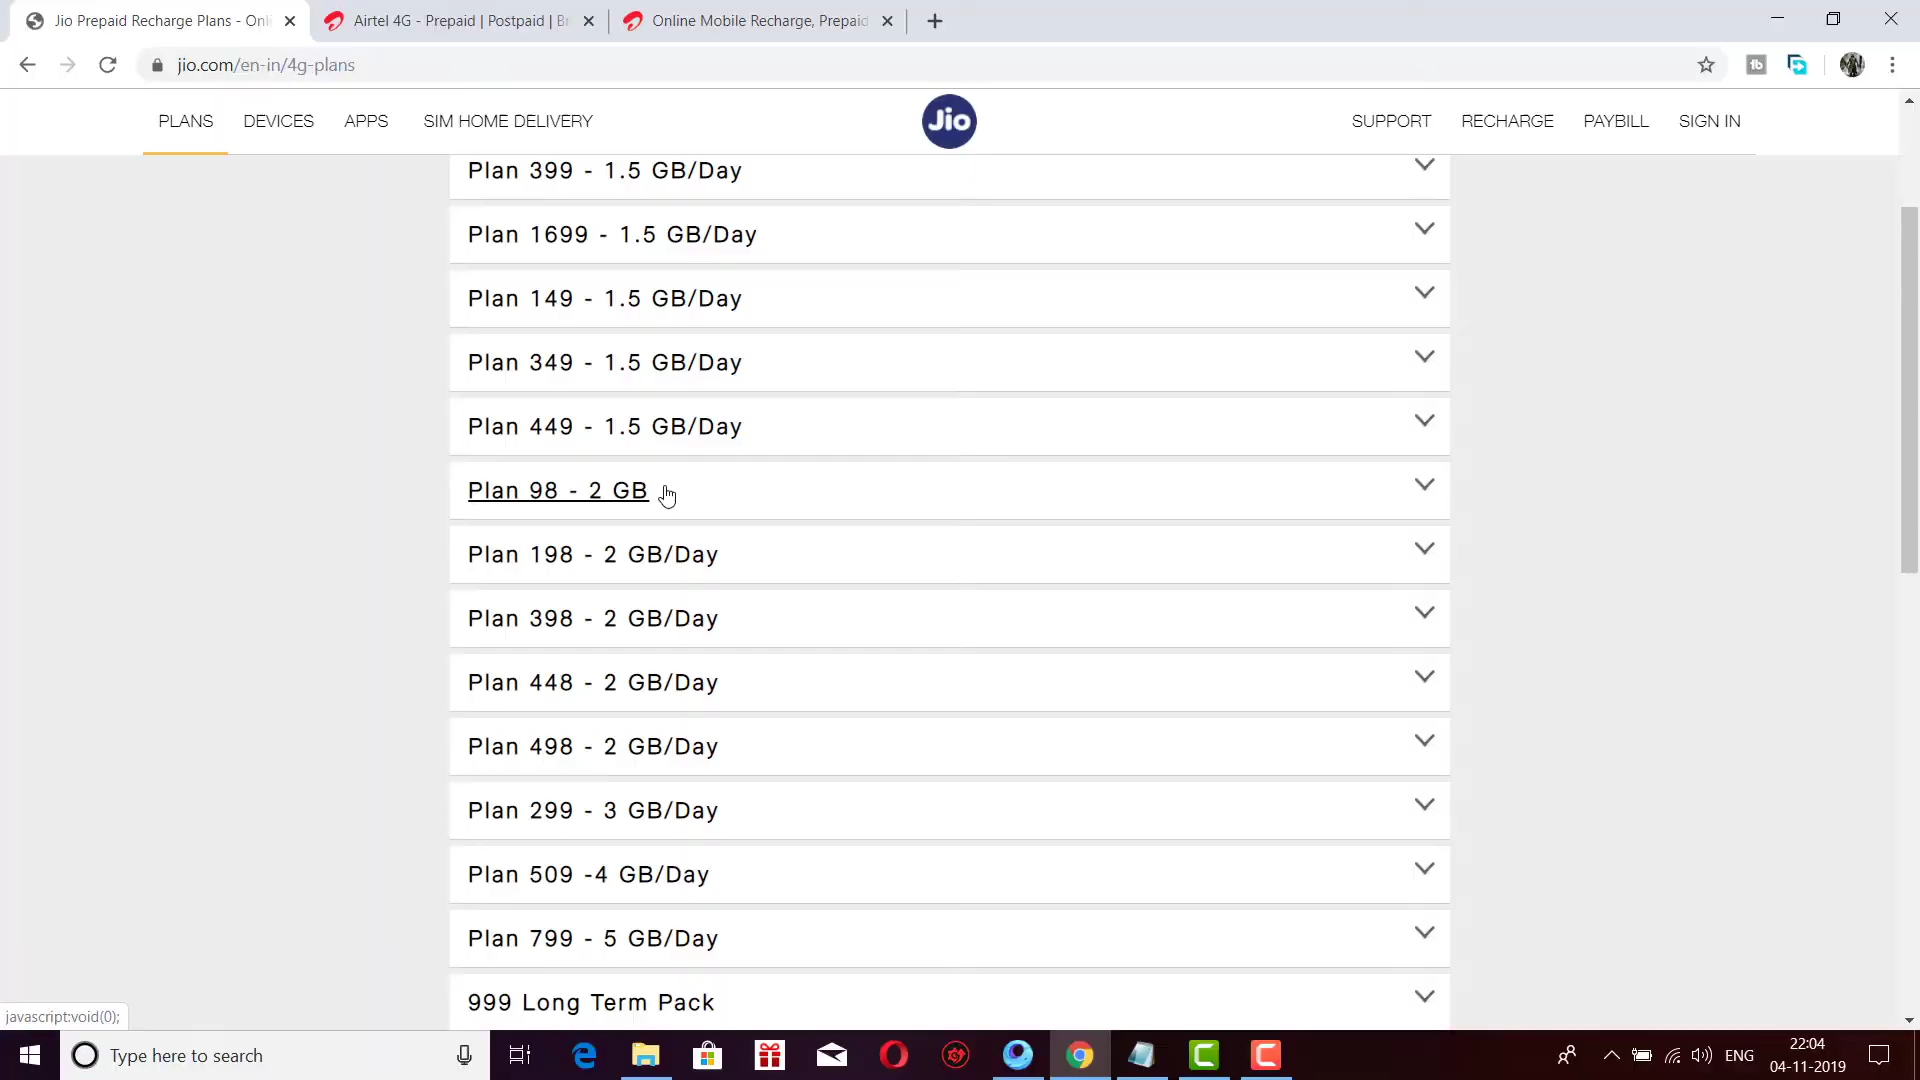 Jio Prepaid Recharge Plans - Onl
Airtel 4G - Prepaid | Postpaid | Br
Online Mobile Recharge, Prepaid
jio.com/en-in/4g-plans
PLANS
DEVICES
APPS
SIM HOME DELIVERY
Jio
SUPPORT
RECHARGE
PAYBILL
SIGN IN
Plan 399 - 1.5 GB/Day
Plan 1699 - 1.5 GB/Day
Plan 149 - 1.5 GB/Day
Plan 349 - 1.5 GB/Day
Plan 449 - 1.5 GB/Day
Plan 98 - 2 GB
Plan 198 - 2 GB/Day
Plan 398 - 2 GB/Day
Plan 448 - 2 GB/Day
Plan 498 - 2 GB/Day
Plan 299 - 3 GB/Day
Plan 509 -4 GB/Day
Plan 799 - 5 GB/Day
999 Long Term Pack
javascript:void(0);
Type here to search
ENG
22:04
04-11-2019